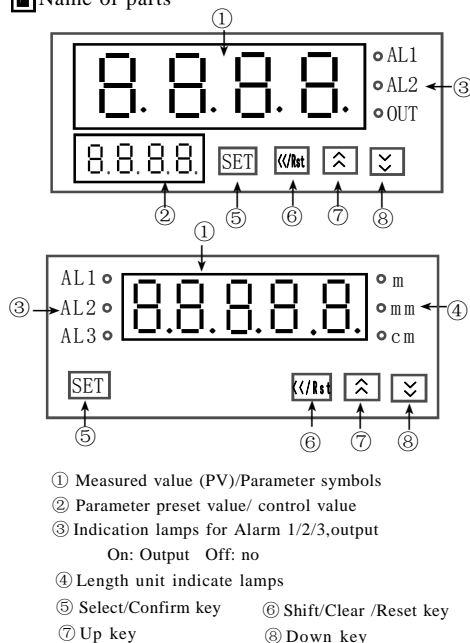 Name of parts
①
8.8.8.8.
AL1
AL2
③
OUT
8.8.8.8.
SET
<</Rst
②
⑤
⑥
⑦
⑧
①
AL1
③
AL2
AL3
8.8.8.8.8
m
mm
④
cm
SET
<</Rst
⑤
⑥
⑦
⑧
① Measured value (PV)/Parameter symbols
② Parameter preset value/ control value
③ Indication lamps for Alarm 1/2/3,output
On: Output Off: no
④ Length unit indicate lamps
⑤ Select/Confirm key ⑥ Shift/Clear /Reset key
⑦ Up key ⑧ Down key